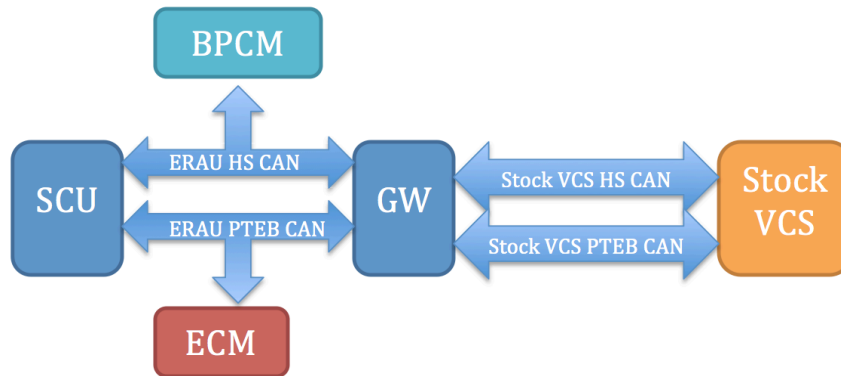 BPCM
ERAU HS CAN
Stock VCS HS CAN
SCU
GW
Stock
VCS
ERAU PTEB CAN
Stock VCS PTEB CAN
ECM